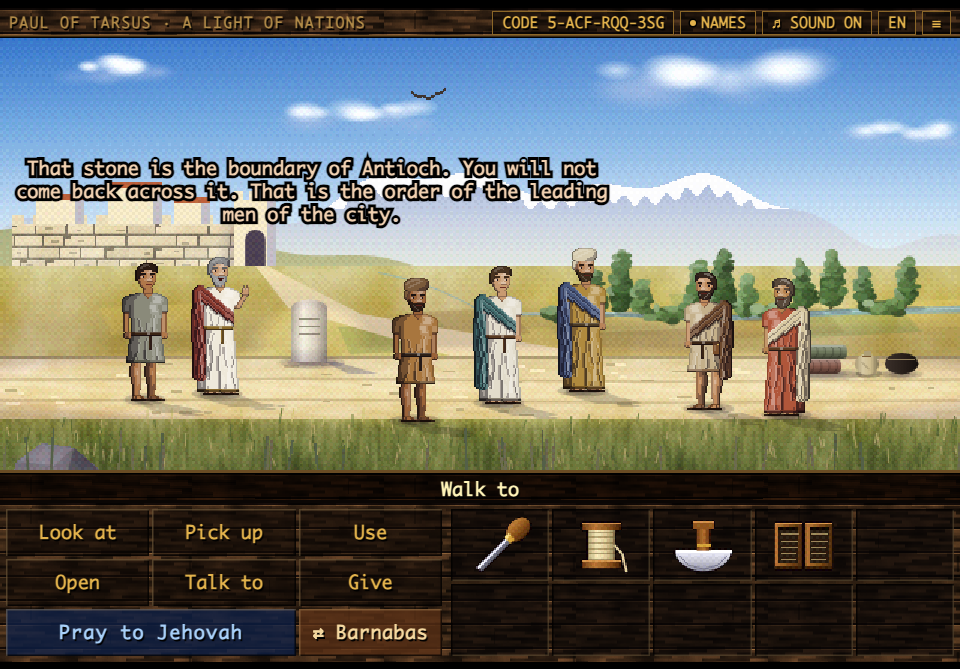 PAUL OF TARSUS · A LIGHT OF NATIONS
CODE 5-ACF-RQQ-3SG
• NAMES
♬ SOUND ON
EN
≡
That stone is the boundary of Antioch. You will not
come back across it. That is the order of the leading
men of the city.
Walk to
Look at
Pick up
Use
Open
Talk to
Give
Pray to Jehovah
⇄ Barnabas